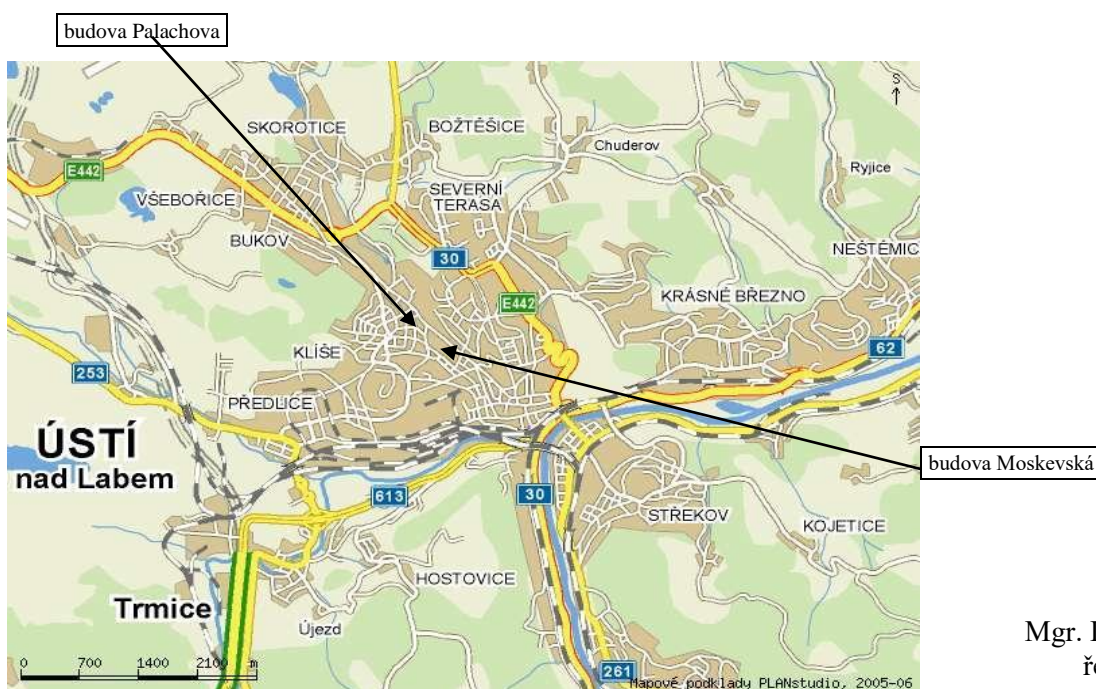 budova Palachova
S
SKOROTICE
BOŽTĚŠICE
Chuderov
Ryjice
E442
VŠEBOŘICE
SEVERNÍ
TERASA
BUKOV
NEŠTĚMIC
30
KRÁSNÉ BŘEZNO
E442
KLÍŠE
62
253
PŘEDLICE
ÚSTÍ
nad Labem
budova Moskevská
613
30
STŘEKOV
KOJETICE
HOSTOVICE
Trmice
Újezd
Mgr.
0 700 1400 2100 m
261
Mapové podklady PLANstudio, 2005-06